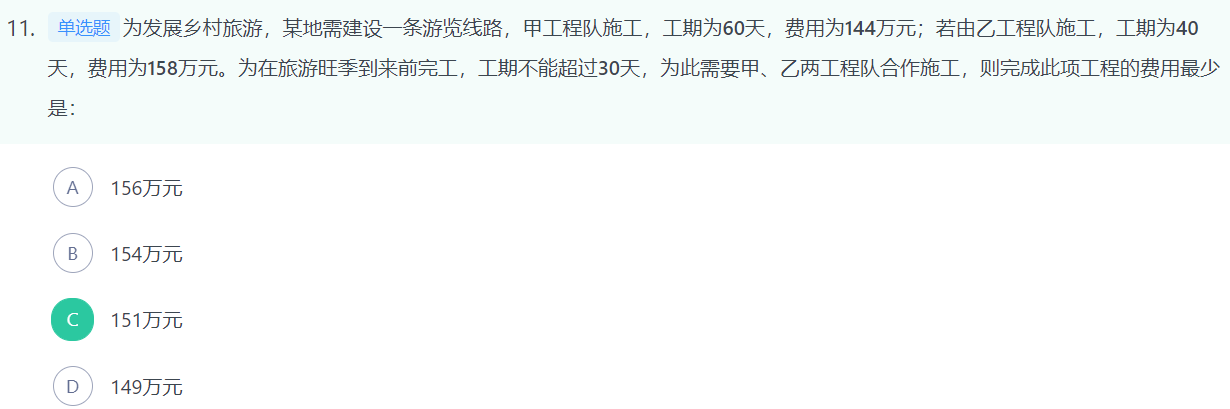 11. 单选题 为发展乡村旅游，某地需建设一条游览线路，甲工程队施工，工期为60天，费用为144万元；若由乙工程队施工，工期为40
天，费用为158万元。为在旅游旺季到来前完工，工期不能超过30天，为此需要甲、乙两工程队合作施工，则完成此项工程的费用最少
是：
A 156万元
B 154万元
C 151万元
D 149万元